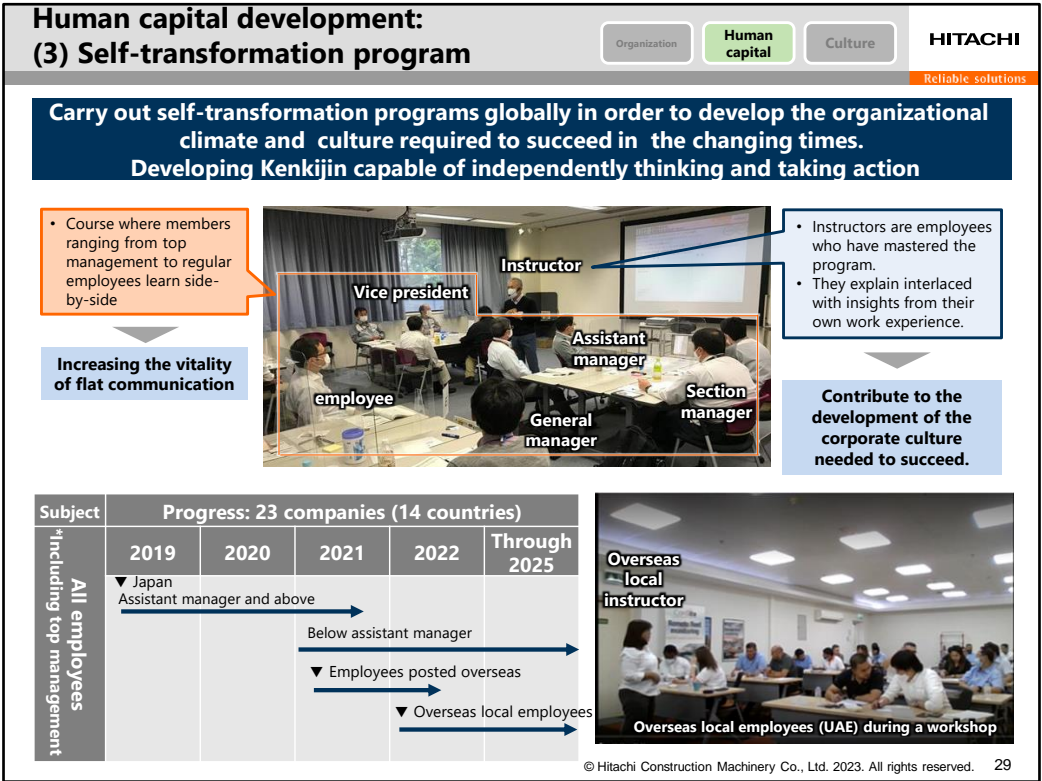 Human capital development:
(3) Self-transformation program
Organization
Human
capital
Culture
HITACHI
Reliable solutions
Carry out self-transformation programs globally in order to develop the organizational
climate and culture required to succeed in the changing times.
Developing Kenkijin capable of independently thinking and taking action
• Course where members
ranging from top
management to regular
employees learn side-
by-side
Increasing the vitality
of flat communication
Instructor
Vice president
Assistant
manager
employee
Section
manager
General
manager
• Instructors are employees
who have mastered the
program.
• They explain interlaced
with insights from their
own work experience.
Contribute to the
development of the
corporate culture
needed to succeed.
Subject
Progress: 23 companies (14 countries)
All employees
*Including top management
2019
2020
2021
2022
Through
2025
▼ Japan
Assistant manager and above
Below assistant manager
▼ Employees posted overseas
▼ Overseas local employees
Overseas
local
instructor
Remote fleet
monitoring
Overseas local employees (UAE) during a workshop
© Hitachi Construction Machinery Co., Ltd. 2023. All rights reserved.
29